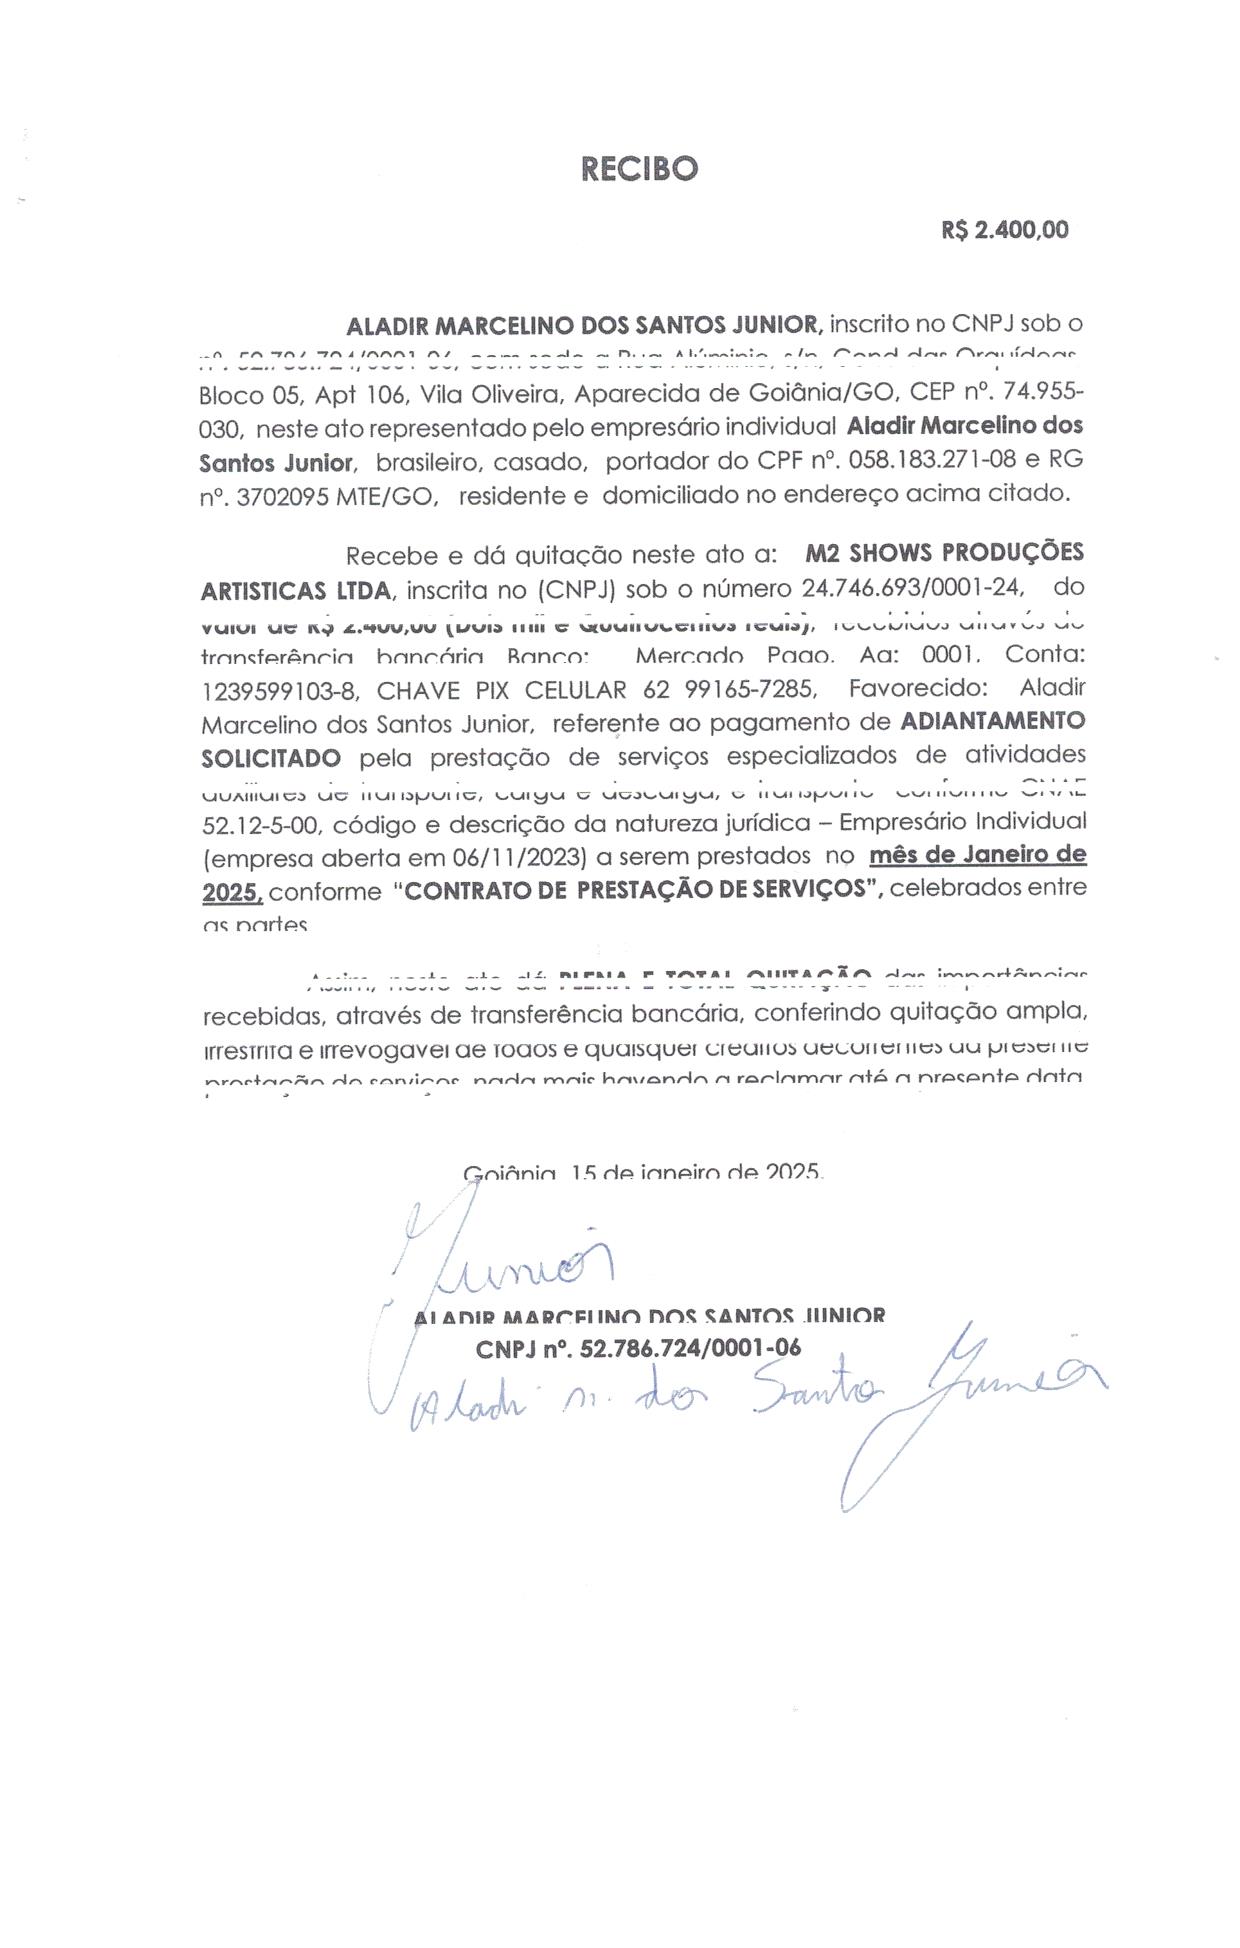 RECIBO
R$ 2.400,00
ALADIR MARCELINO DOS SANTOS JUNIOR, inscrito no CNPJ sob o
nº. 52.786.724/0001-06, com sede a Rua Alúminio, s/n, Cond das Orquídeas
Bloco 05, Apt 106, Vila Oliveira, Aparecida de Goiânia/GO, CEP nº. 74.955-
030, neste ato representado pelo empresário individual Aladir Marcelino dos
Santos Junior, brasileiro, casado, portador do CPF nº. 058.183.271-08 e RG
nº. 3702095 MTE/GO, residente e domiciliado no endereço acima citado.
Recebe e dá quitação neste ato a: M2 SHOWS PRODUÇÕES
ARTISTICAS LTDA, inscrita no (CNPJ) sob o número 24.746.693/0001-24, do
valor de R$ 2.400,00 (Dois mil e Quatrocentos reais), recebidos através de
transferência bancária Banco: Mercado Pago. Ag: 0001. Conta:
1239599103-8, CHAVE PIX CELULAR 62 99165-7285, Favorecido: Aladir
Marcelino dos Santos Junior, referente ao pagamento de ADIANTAMENTO
SOLICITADO pela prestação de serviços especializados de atividades
auxiliares de transporte, carga e descarga, e transporte conforme CNAE
52.12-5-00, código e descrição da natureza jurídica – Empresário Individual
(empresa aberta em 06/11/2023) a serem prestados no mês de Janeiro de
2025, conforme "CONTRATO DE PRESTAÇÃO DE SERVIÇOS", celebrados entre
as partes
Assim, neste ato dá PLENA E TOTAL QUITAÇÃO das importâncias
recebidas, através de transferência bancária, conferindo quitação ampla,
irrestrita e irrevogável de todos e quaisquer créditos decorrentes da presente
prestação de serviços, nada mais havendo a reclamar até a presente data
Goiânia 15 de janeiro de 2025.
Junior
ALADIR MARCELINO DOS SANTOS JUNIOR
CNPJ nº. 52.786.724/0001-06
Aladi m. dos Santo Junior